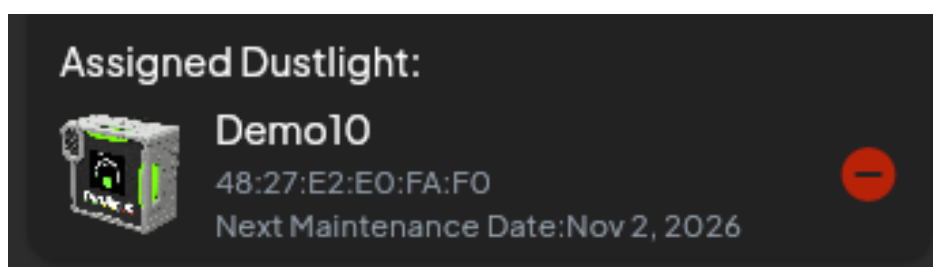 Assigned Dustlight:
Demo10
48:27:E2:E0:FA:F0
Next Maintenance Date:Nov 2, 2026